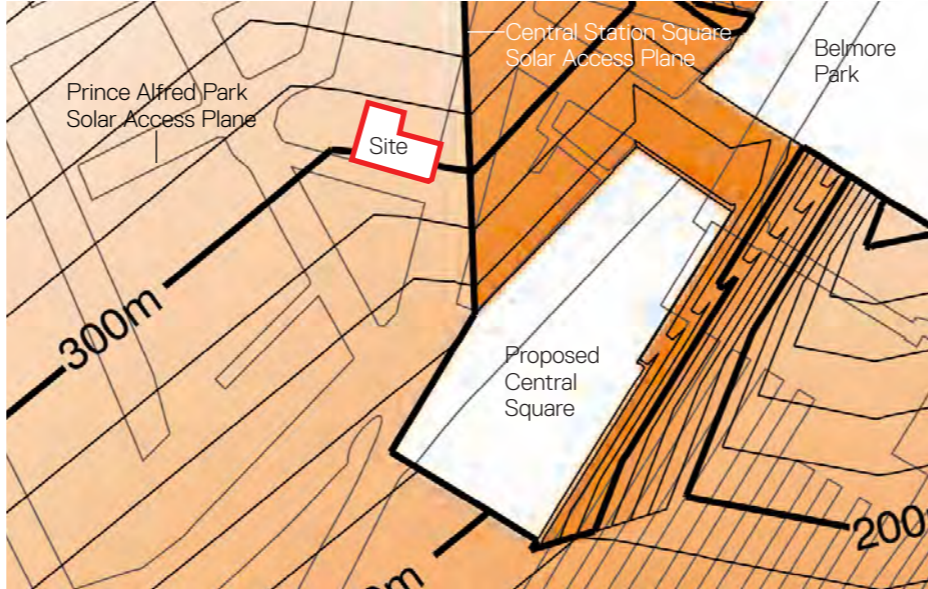 Central Station Square
Solar Access Plane
Belmore
Park
Prince Alfred Park
Solar Access Plane
Site
300m
Proposed
Central
Square